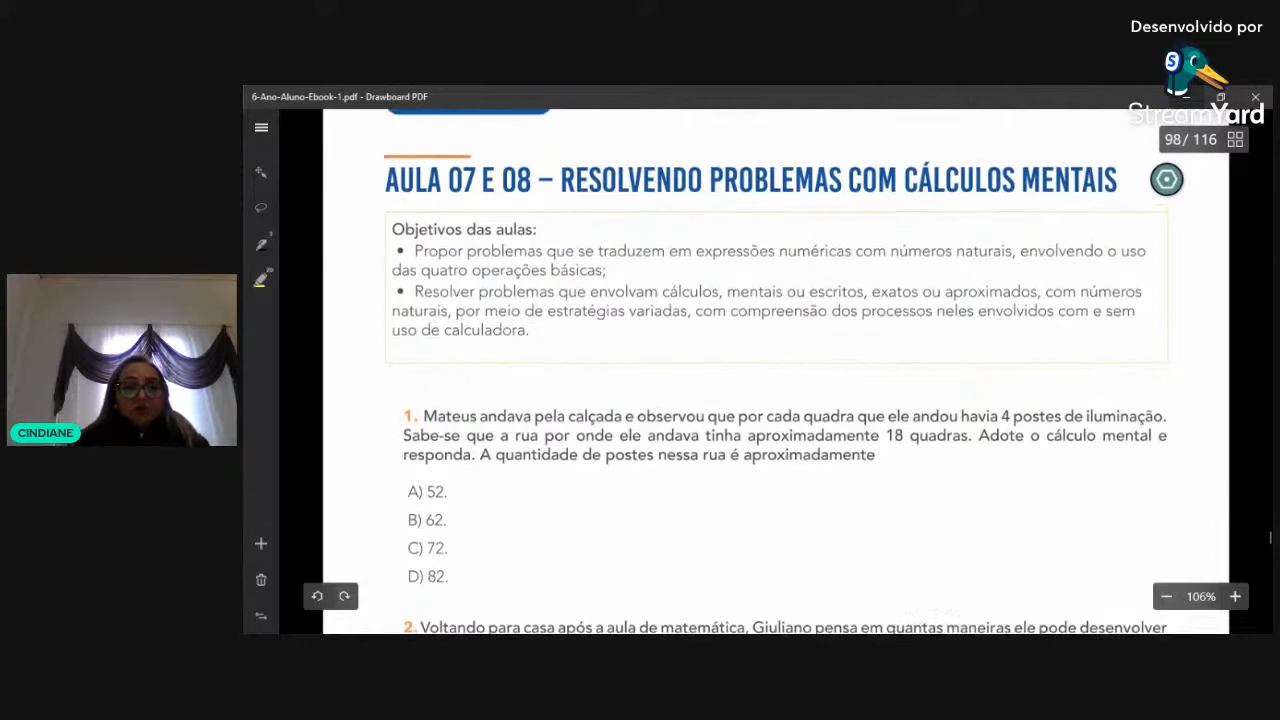 Desenvolvido por
S
StreamYard
6-Ano-Aluno-Ebook-1.pdf - Drawboard PDF
98 / 116
AULA 07 E 08 – RESOLVENDO PROBLEMAS COM CÁLCULOS MENTAIS
Objetivos das aulas:
• Propor problemas que se traduzem em expressões numéricas com números naturais, envolvendo o uso
das quatro operações básicas;
• Resolver problemas que envolvam cálculos, mentais ou escritos, exatos ou aproximados, com números
naturais, por meio de estratégias variadas, com compreensão dos processos neles envolvidos com e sem
uso de calculadora.
1. Mateus andava pela calçada e observou que por cada quadra que ele andou havia 4 postes de iluminação.
Sabe-se que a rua por onde ele andava tinha aproximadamente 18 quadras. Adote o cálculo mental e
responda. A quantidade de postes nessa rua é aproximadamente
A) 52.
B) 62.
C) 72.
D) 82.
2. Voltando para casa após a aula de matemática, Giuliano pensa em quantas maneiras ele pode desenvolver
106%
CINDIANE